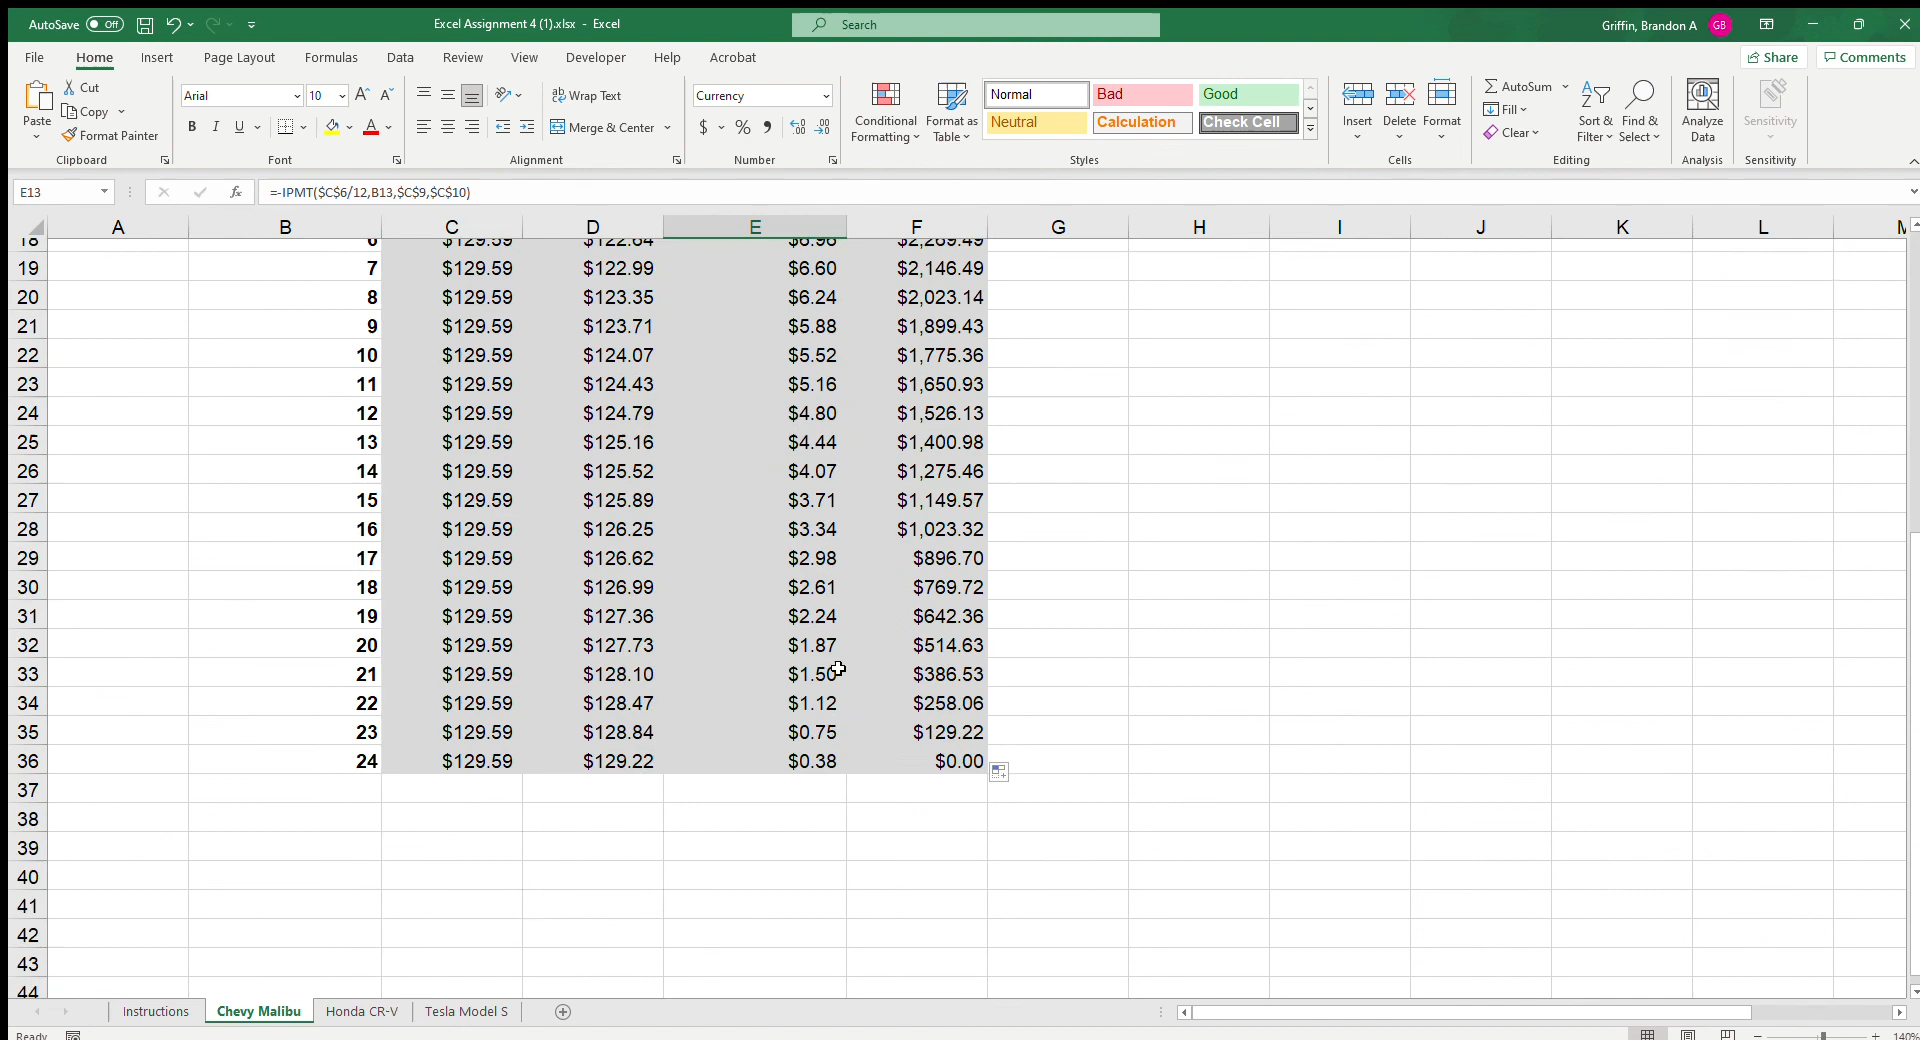 AutoSave Off Excel Assignment 4 (1).xlsx - Excel Search Griffin, Brandon A GB
File Home Insert Page Layout Formulas Data Review View Developer Help Acrobat Share Comments
Paste Cut Copy Format Painter Clipboard
Arial 10 A A B I U A Font
ab Wrap Text Merge & Center Alignment
Currency $ % Number
Conditional Formatting Format as Table Normal Bad Good Neutral Calculation Check Cell Styles
Insert Delete Format Cells
AutoSum Fill Clear Sort & Filter Find & Select Editing
Analyze Data Analysis
Sensitivity Sensitivity
E13 fx =-IPMT($C$6/12,B13,$C$9,$C$10)
A B C D E F G H I J K L M
18 6 $129.59 $122.64 $6.96 $2,269.49
19 7 $129.59 $122.99 $6.60 $2,146.49
20 8 $129.59 $123.35 $6.24 $2,023.14
21 9 $129.59 $123.71 $5.88 $1,899.43
22 10 $129.59 $124.07 $5.52 $1,775.36
23 11 $129.59 $124.43 $5.16 $1,650.93
24 12 $129.59 $124.79 $4.80 $1,526.13
25 13 $129.59 $125.16 $4.44 $1,400.98
26 14 $129.59 $125.52 $4.07 $1,275.46
27 15 $129.59 $125.89 $3.71 $1,149.57
28 16 $129.59 $126.25 $3.34 $1,023.32
29 17 $129.59 $126.62 $2.98 $896.70
30 18 $129.59 $126.99 $2.61 $769.72
31 19 $129.59 $127.36 $2.24 $642.36
32 20 $129.59 $127.73 $1.87 $514.63
33 21 $129.59 $128.10 $1.50 $386.53
34 22 $129.59 $128.47 $1.12 $258.06
35 23 $129.59 $128.84 $0.75 $129.22
36 24 $129.59 $129.22 $0.38 $0.00
37
38
39
40
41
42
43
44
Instructions Chevy Malibu Honda CR-V Tesla Model S
Ready 140%